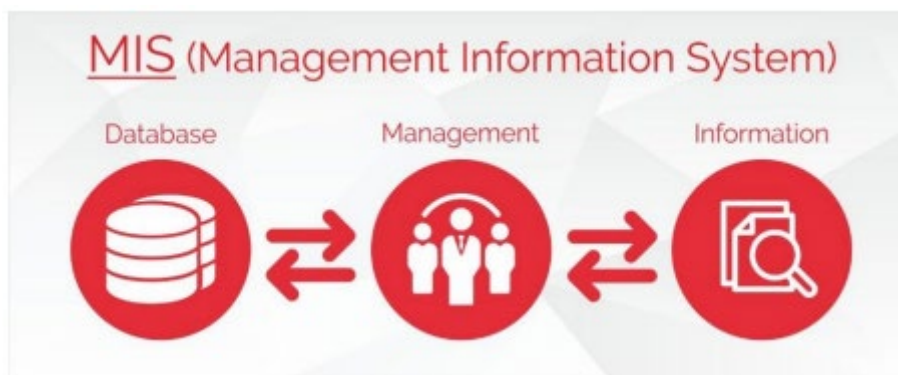 MIS (Management Information System)
Database
Management
Information